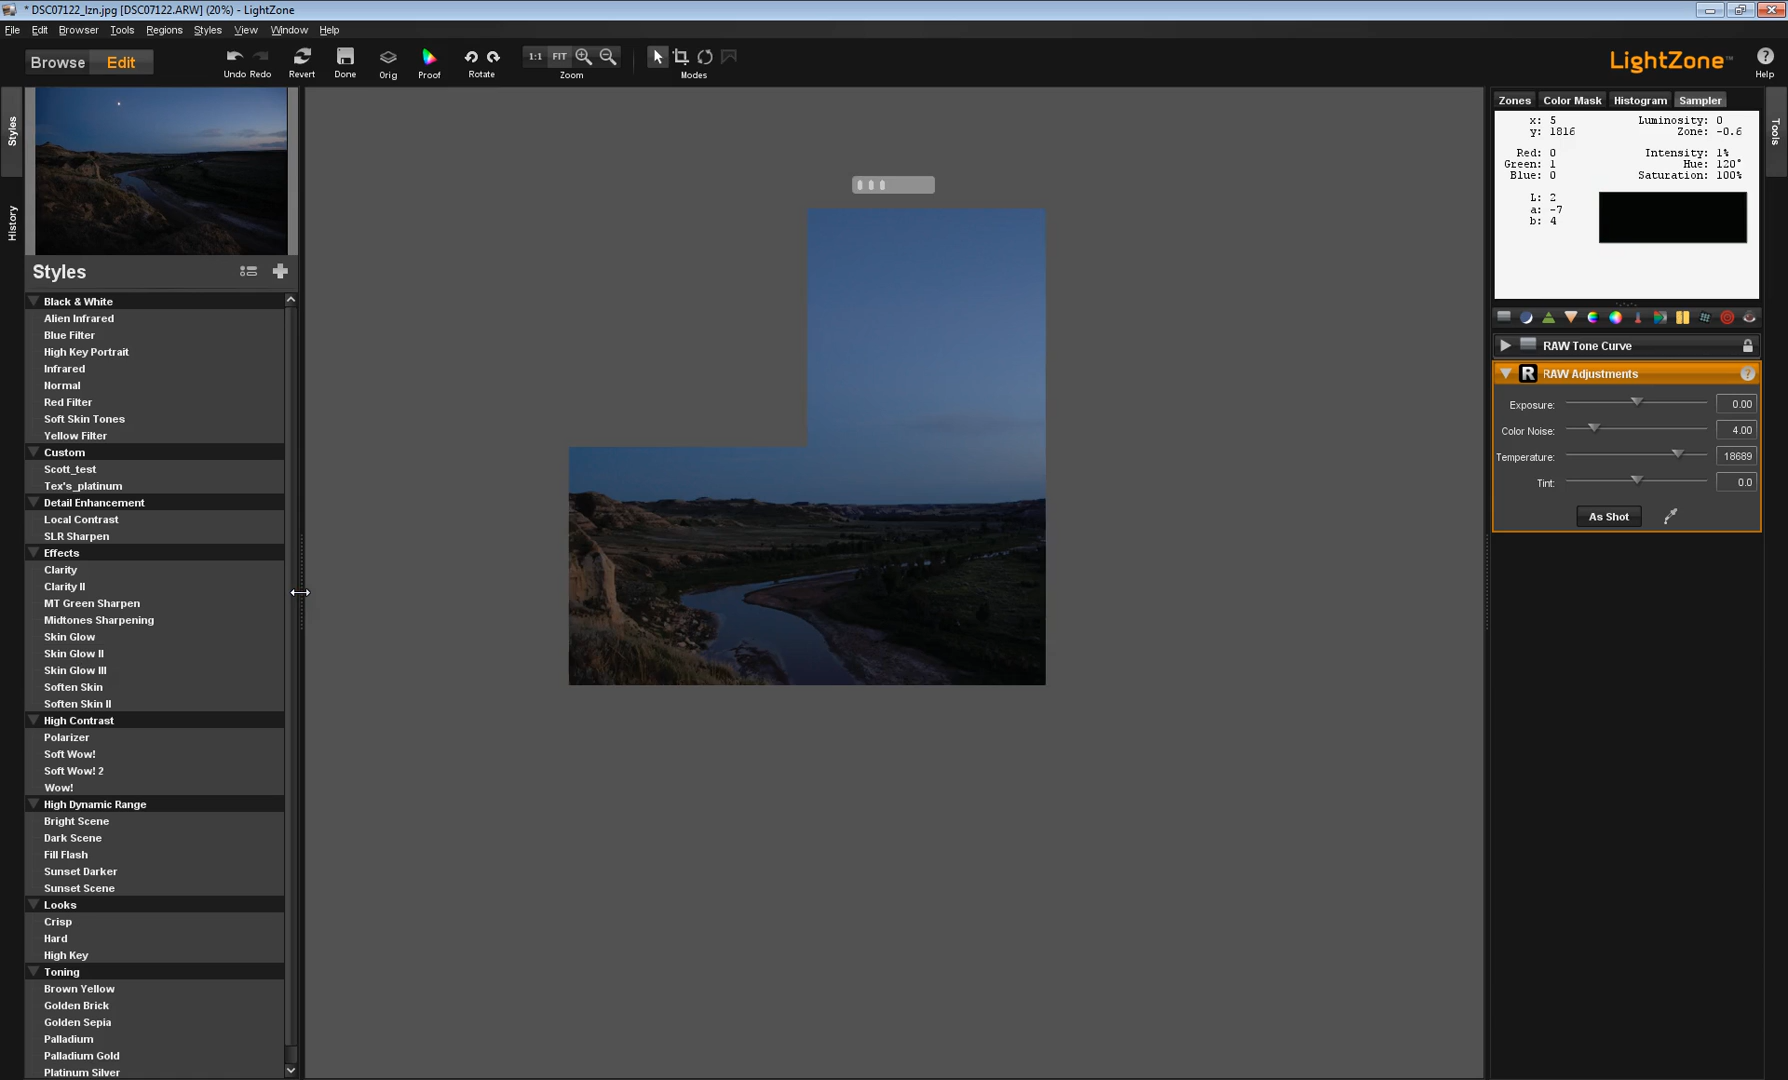 * DSC07122_lzn.jpg [DSC07122.ARW] (20%) - LightZone
File Edit Browser Tools Regions Styles View Window Help
Browse Edit
Undo Redo Revert Done Orig Proof Rotate
1:1 FIT
Zoom
Modes
LightZone™
Help
Styles
History
Styles
Black & White
Alien Infrared
Blue Filter
High Key Portrait
Infrared
Normal
Red Filter
Soft Skin Tones
Yellow Filter
Custom
Scott_test
Tex's_platinum
Detail Enhancement
Local Contrast
SLR Sharpen
Effects
Clarity
Clarity II
MT Green Sharpen
Midtones Sharpening
Skin Glow
Skin Glow II
Skin Glow III
Soften Skin
Soften Skin II
High Contrast
Polarizer
Soft Wow!
Soft Wow! 2
Wow!
High Dynamic Range
Bright Scene
Dark Scene
Fill Flash
Sunset Darker
Sunset Scene
Looks
Crisp
Hard
High Key
Toning
Brown Yellow
Golden Brick
Golden Sepia
Palladium
Palladium Gold
Platinum Silver
Zones Color Mask Histogram Sampler
Tools
x: 5 Luminosity: 0
y: 1816 Zone: -0.6
Red: 0 Intensity: 1%
Green: 1 Hue: 120°
Blue: 0 Saturation: 100%
L: 2
a: -7
b: 4
RAW Tone Curve
R RAW Adjustments ?
Exposure: 0.00
Color Noise: 4.00
Temperature: 18689
Tint: 0.0
As Shot